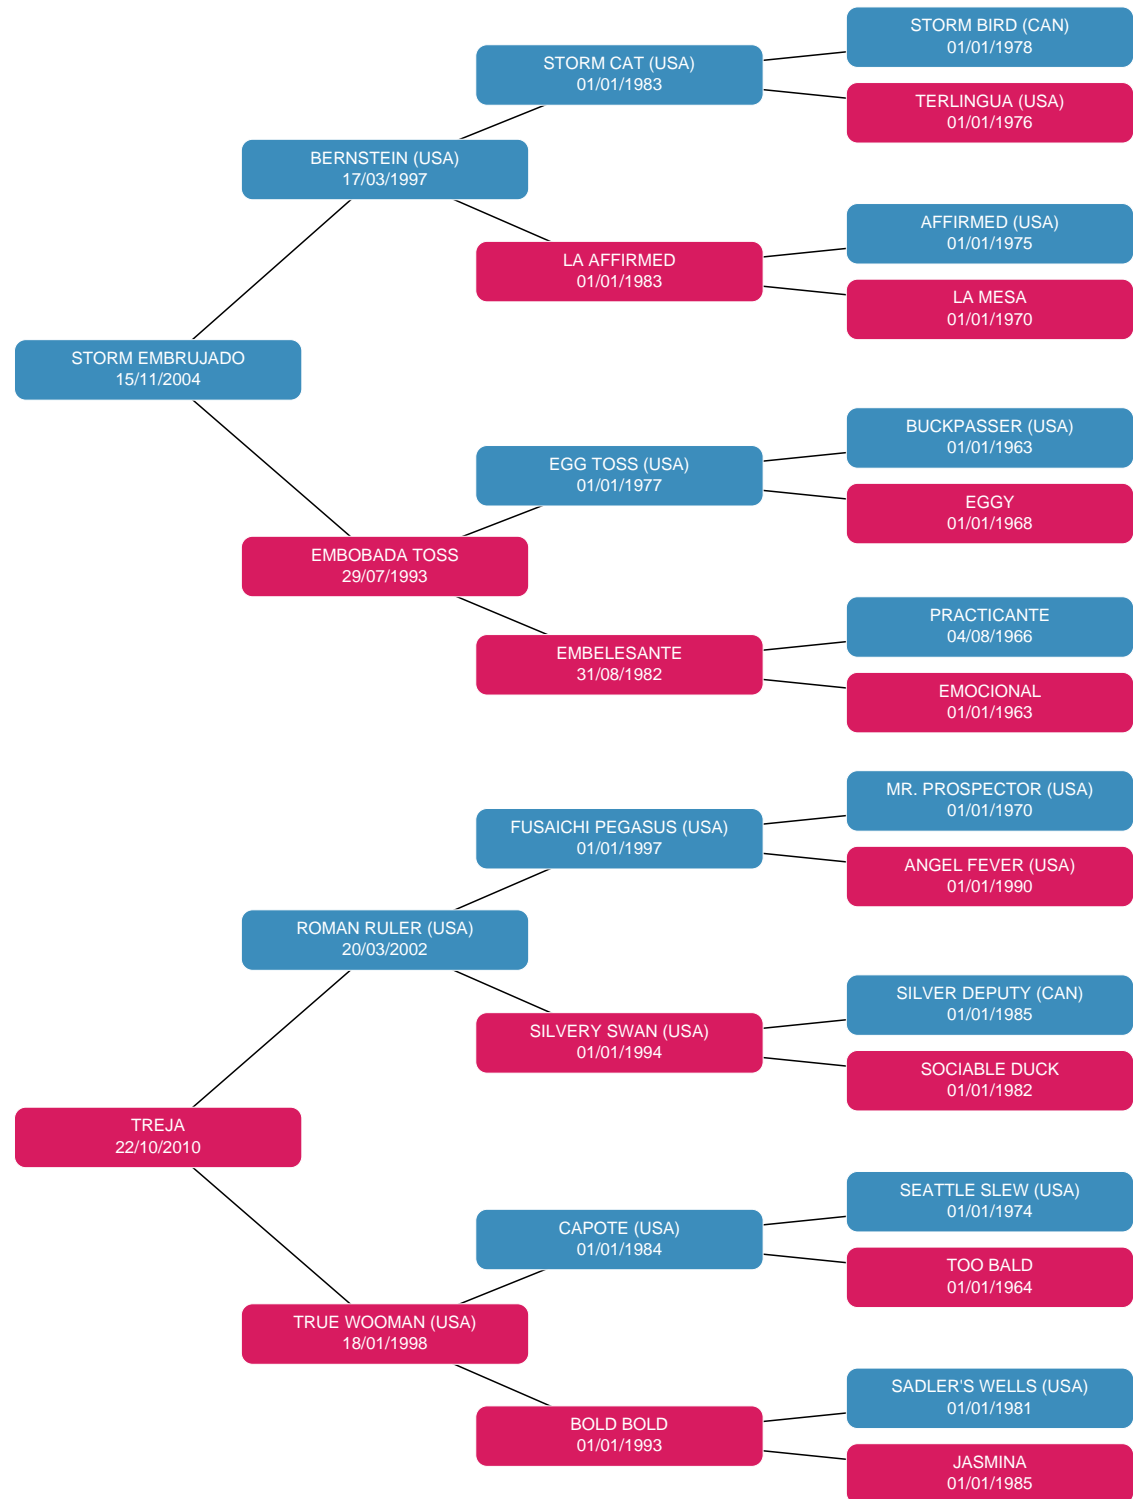 STORM BIRD (CAN)
01/01/1978
STORM CAT (USA)
01/01/1983
TERLINGUA (USA)
01/01/1976
BERNSTEIN (USA)
17/03/1997
AFFIRMED (USA)
01/01/1975
LA AFFIRMED
01/01/1983
LA MESA
01/01/1970
STORM EMBRUJADO
15/11/2004
BUCKPASSER (USA)
01/01/1963
EGG TOSS (USA)
01/01/1977
EGGY
01/01/1968
EMBOBADA TOSS
29/07/1993
PRACTICANTE
04/08/1966
EMBELESANTE
31/08/1982
EMOCIONAL
01/01/1963
MR. PROSPECTOR (USA)
01/01/1970
FUSAICHI PEGASUS (USA)
01/01/1997
ANGEL FEVER (USA)
01/01/1990
ROMAN RULER (USA)
20/03/2002
SILVER DEPUTY (CAN)
01/01/1985
SILVERY SWAN (USA)
01/01/1994
SOCIABLE DUCK
01/01/1982
TREJA
22/10/2010
SEATTLE SLEW (USA)
01/01/1974
CAPOTE (USA)
01/01/1984
TOO BALD
01/01/1964
TRUE WOOMAN (USA)
18/01/1998
SADLER'S WELLS (USA)
01/01/1981
BOLD BOLD
01/01/1993
JASMINA
01/01/1985